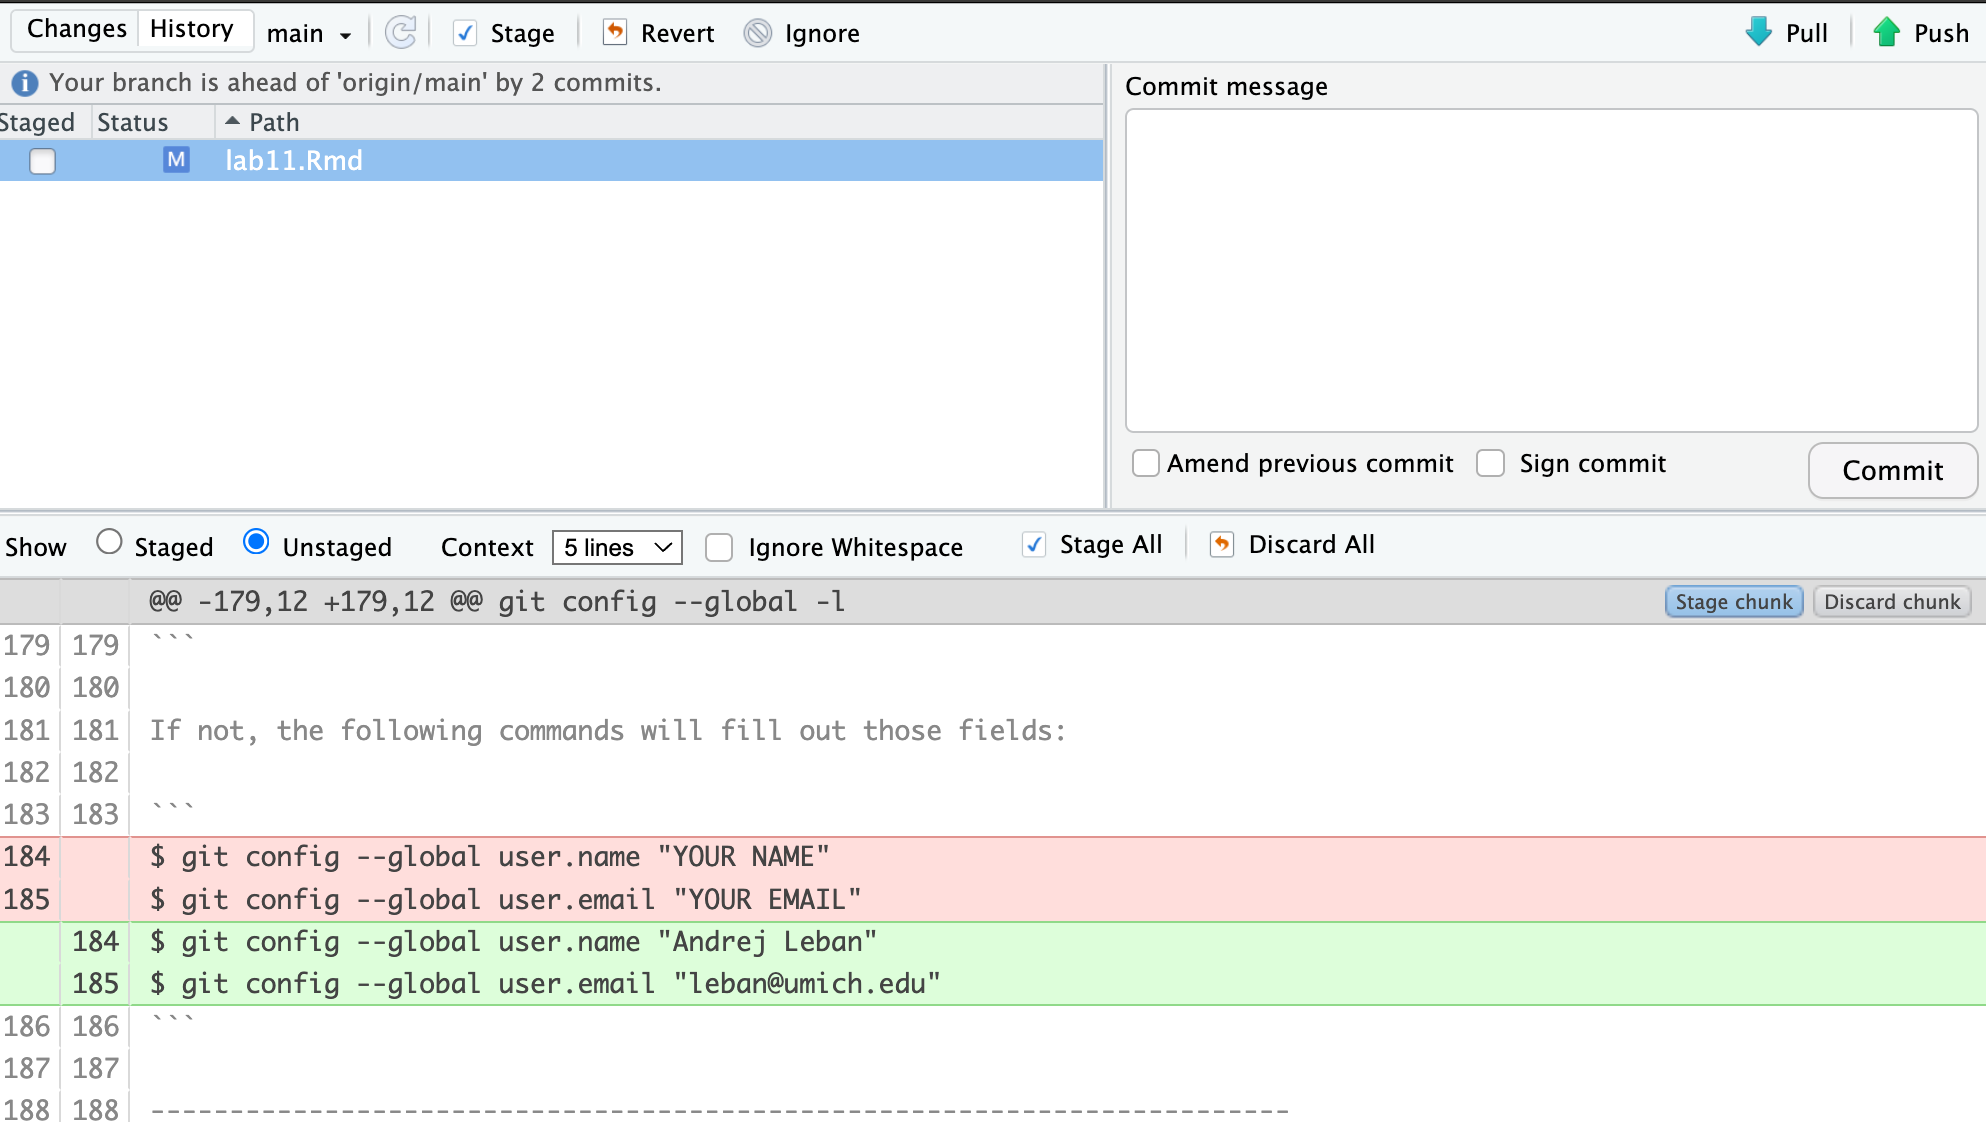 Changes History main Stage Revert Ignore Pull Push
Your branch is ahead of 'origin/main' by 2 commits.
Commit message
Staged Status Path
M lab11.Rmd
Amend previous commit Sign commit Commit
Show Staged Unstaged Context 5 lines Ignore Whitespace Stage All Discard All
@@ -179,12 +179,12 @@ git config --global -l Stage chunk Discard chunk
179 179 ```
180 180
181 181 If not, the following commands will fill out those fields:
182 182
183 183 ```
184 $ git config --global user.name "YOUR NAME"
185 $ git config --global user.email "YOUR EMAIL"
184 $ git config --global user.name "Andrej Leban"
185 $ git config --global user.email "leban@umich.edu"
186 186 ```
187 187
188 188 ------------------------------------------------------------------------